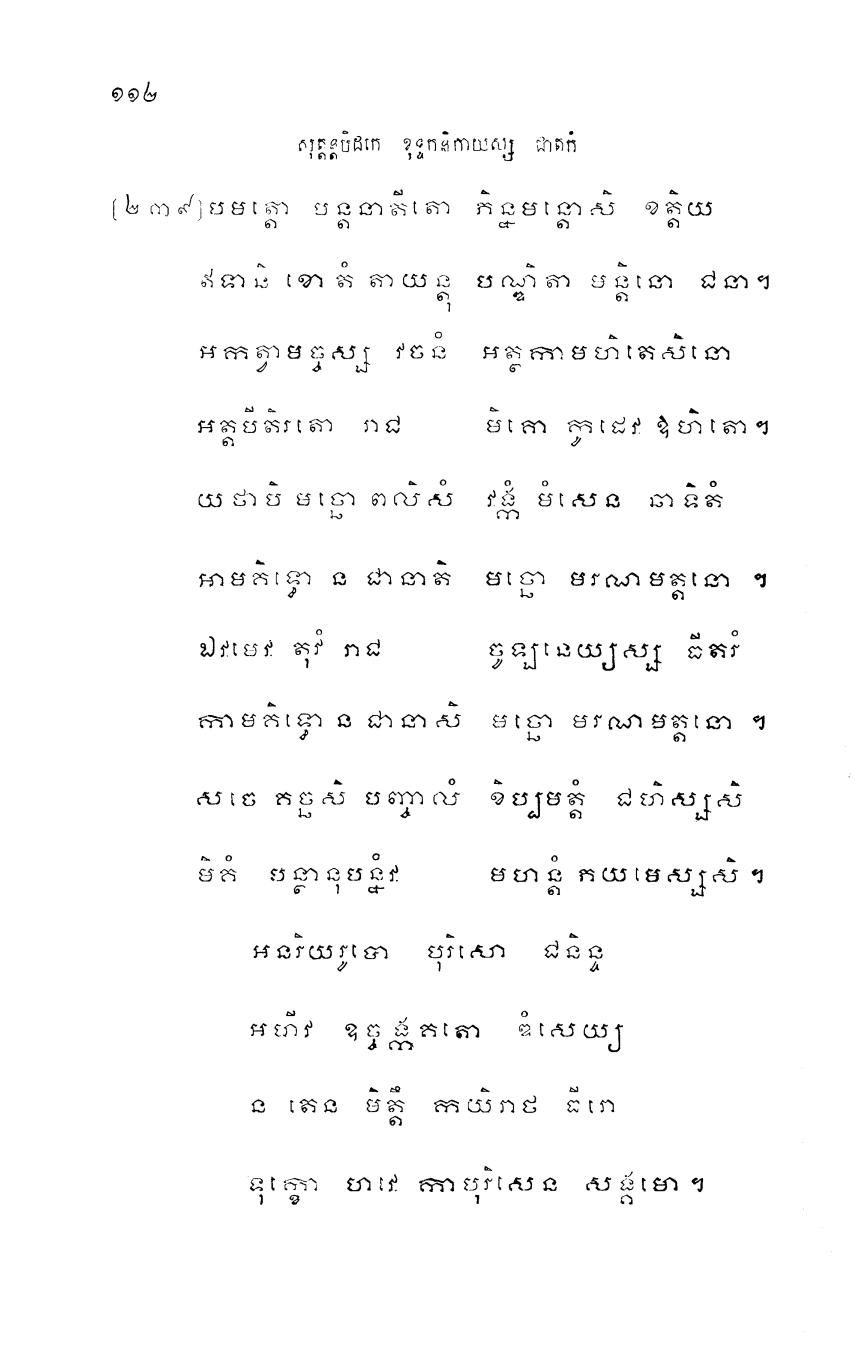 ១១២
សុត្តន្តបិដកេ ខុទ្ទកនិកាយស្ស ជាតកំ
[២៣៩] បមត្តោ បន្តនាតីតោ ភិន្នមន្តោសិ ខត្តិយ
ឥទានិ ខោ តំ តាយន្តុ បណ្ឌិតា មន្តិនោ ជនា។
អកត្វាមច្ចស្ស វចនំ អត្ថកាមហិតេសិនោ
អត្តបីតិរតោ រាជ មិគោ កូដេវ ឱហិតោ។
យថាបិ មច្ឆោ ពលិសំ វង្កំ មំសេន ឆាទិតំ
អាមគិទ្ធោ ន ជានាតិ មច្ឆោ មរណមត្តនោ ។
ឯវមេវ តុវំ រាជ ចូឡនេយ្យស្ស ធីតរំ
កាមគិទ្ធោ ន ជានាសិ មច្ឆោ មរណមត្តនោ ។
សចេ គច្ឆសិ បញ្ចាលំ ខិប្បមត្តំ ជហិស្សសិ
មិគំ បន្ថានុបន្នំវ មហន្តំ ភយមេស្សសិ។
អនរិយរូបោ បុរិសោ ជនិន្ទ
អហីវ ឧច្ចង្គគតោ ឌំសេយ្យ
ន តេន មិត្តឹ កយិរាថ ធីរោ
ទុក្ខោ ហវេ កាបុរិសេន សង្គមោ។